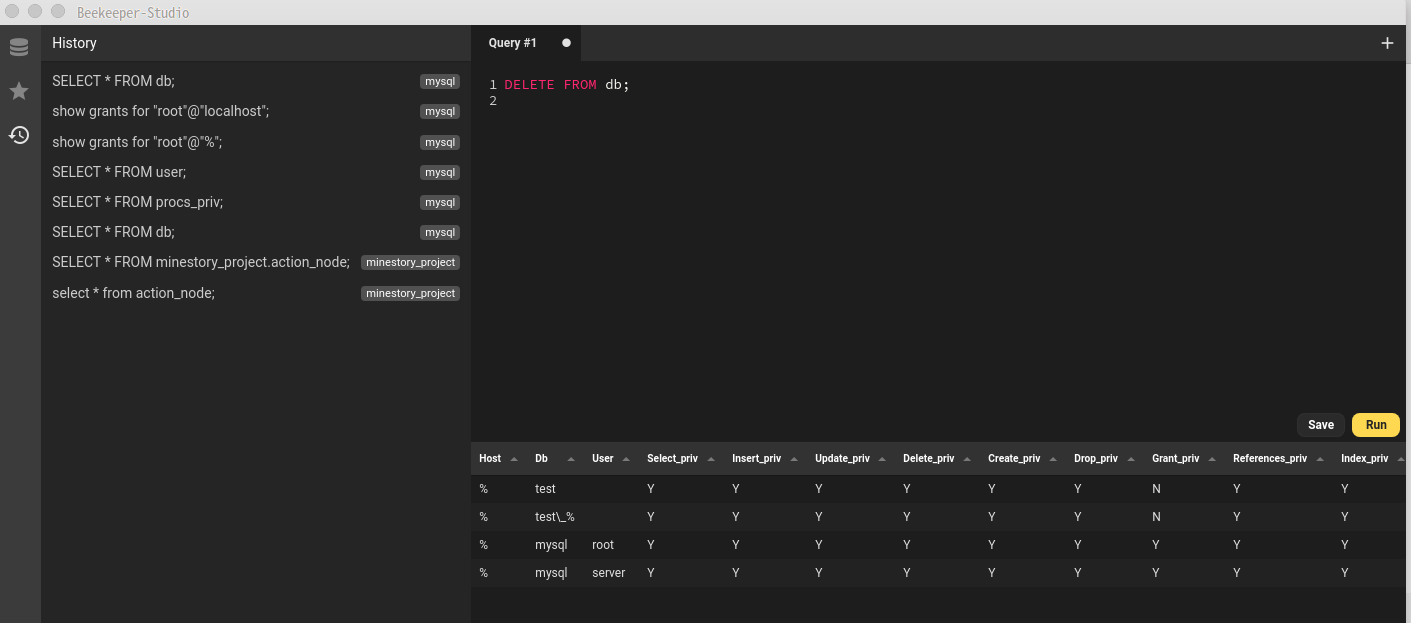 Beekeeper-Studio
History
SELECT * FROM db; mysql
show grants for "root"@"localhost"; mysql
show grants for "root"@"%"; mysql
SELECT * FROM user; mysql
SELECT * FROM procs_priv; mysql
SELECT * FROM db; mysql
SELECT * FROM minestory_project.action_node; minestory_project
select * from action_node; minestory_project
Query #1
1 DELETE FROM db;
2
Save Run
Host Db User Select_priv Insert_priv Update_priv Delete_priv Create_priv Drop_priv Grant_priv References_priv Index_priv
% test Y Y Y Y Y Y N Y Y
% test\_% Y Y Y Y Y Y N Y Y
% mysql root Y Y Y Y Y Y Y Y Y
% mysql server Y Y Y Y Y Y Y Y Y